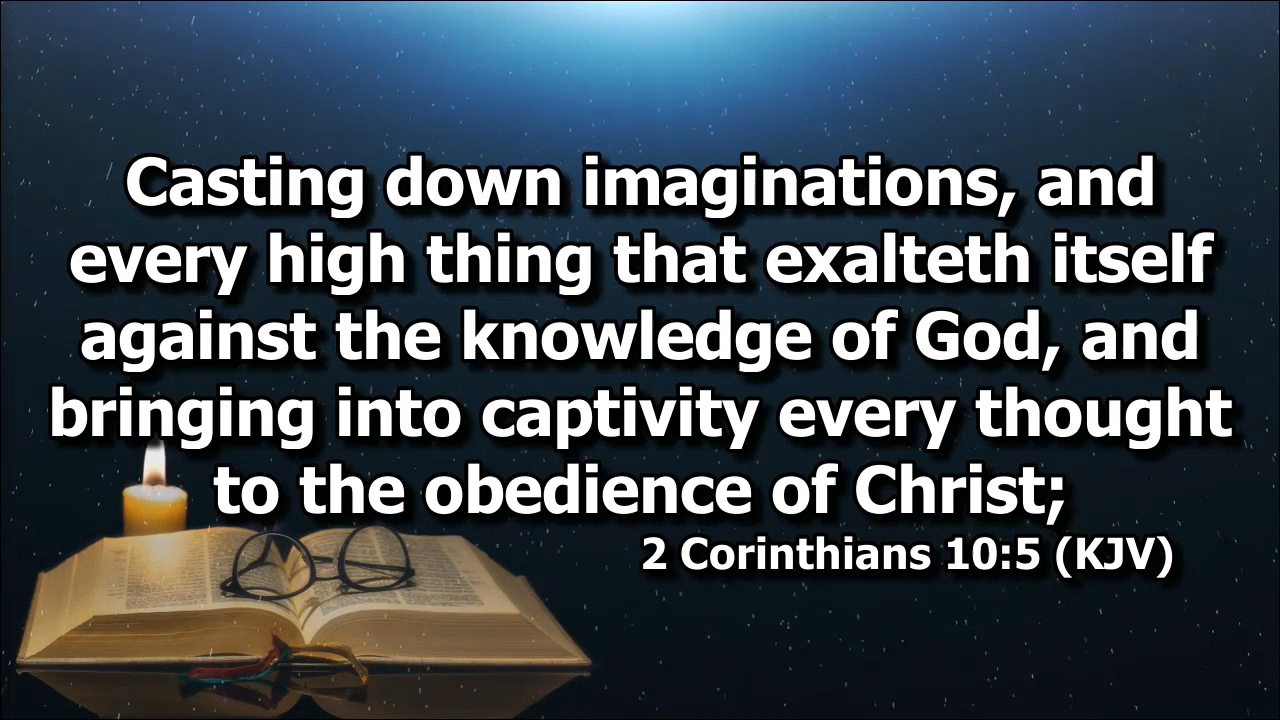 Casting down imaginations, and
every high thing that exalteth itself
against the knowledge of God, and
bringing into captivity every thought
to the obedience of Christ;
2 Corinthians 10:5 (KJV)